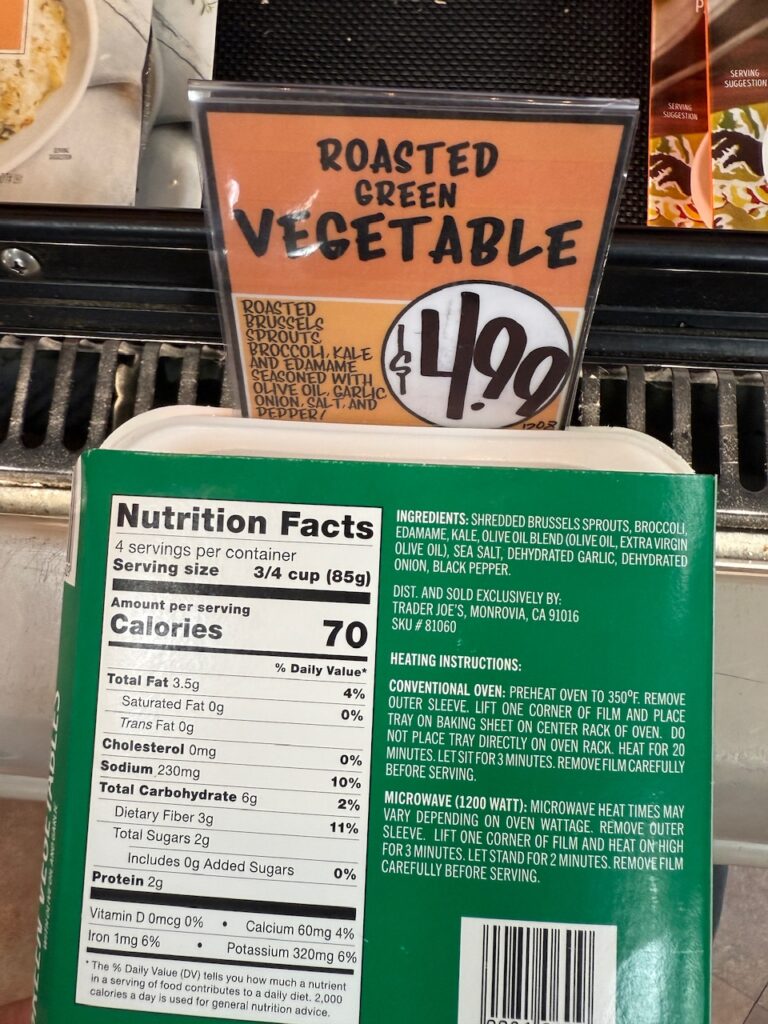 SERVING
SUGGESTION
SERVING
SUGGESTION
ROASTED
GREEN
VEGETABLE
ROASTED
BRUSSELS
SPROUTS,
BROCCOLI, KALE
AND EDAMAME
SEASONED WITH
OLIVE OIL, GARLIC
ONION, SALT, AND
PEPPER!
$4.99
Nutrition Facts
4 servings per container
Serving size 3/4 cup (85g)
Amount per serving
Calories 70
% Daily Value*
Total Fat 3.5g 4%
Saturated Fat 0g 0%
Trans Fat 0g
Cholesterol 0mg 0%
Sodium 230mg 10%
Total Carbohydrate 6g 2%
Dietary Fiber 3g 11%
Total Sugars 2g
Includes 0g Added Sugars 0%
Protein 2g
Vitamin D 0mcg 0% • Calcium 60mg 4%
Iron 1mg 6% • Potassium 320mg 6%
* The % Daily Value (DV) tells you how much a nutrient
in a serving of food contributes to a daily diet. 2,000
calories a day is used for general nutrition advice.
INGREDIENTS: SHREDDED BRUSSELS SPROUTS, BROCCOLI,
EDAMAME, KALE, OLIVE OIL BLEND (OLIVE OIL, EXTRA VIRGIN
OLIVE OIL), SEA SALT, DEHYDRATED GARLIC, DEHYDRATED
ONION, BLACK PEPPER.
DIST. AND SOLD EXCLUSIVELY BY:
TRADER JOE'S, MONROVIA, CA 91016
SKU # 81060
HEATING INSTRUCTIONS:
CONVENTIONAL OVEN: PREHEAT OVEN TO 350°F. REMOVE
OUTER SLEEVE. LIFT ONE CORNER OF FILM AND PLACE
TRAY ON BAKING SHEET ON CENTER RACK OF OVEN. DO
NOT PLACE TRAY DIRECTLY ON OVEN RACK. HEAT FOR 20
MINUTES. LET SIT FOR 3 MINUTES. REMOVE FILM CAREFULLY
BEFORE SERVING.
MICROWAVE (1200 WATT): MICROWAVE HEAT TIMES MAY
VARY DEPENDING ON OVEN WATTAGE. REMOVE OUTER
SLEEVE. LIFT ONE CORNER OF FILM AND HEAT ON HIGH
FOR 3 MINUTES. LET STAND FOR 2 MINUTES. REMOVE FILM
CAREFULLY BEFORE SERVING.